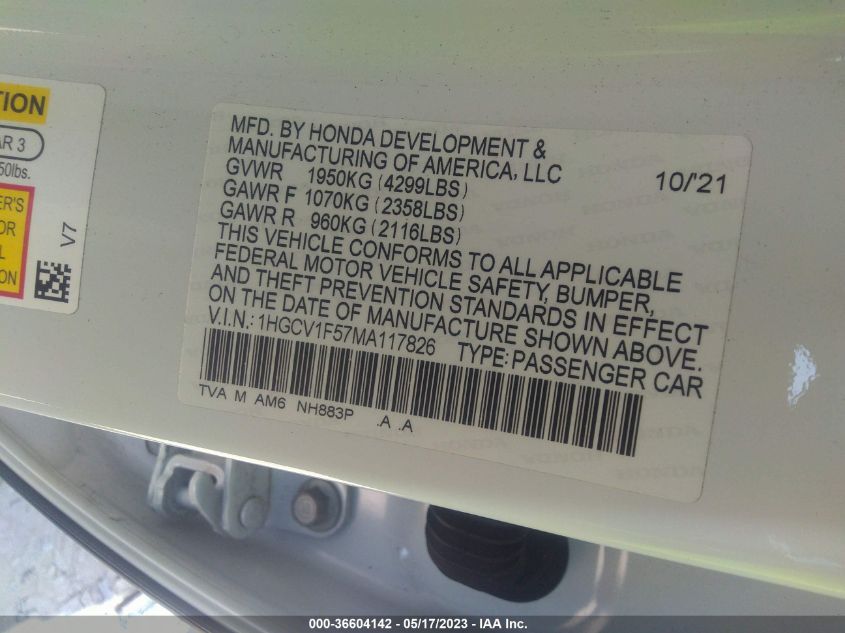 TION
AR 3
50lbs.
ER'S
OR
L
ION
V7
MFD. BY HONDA DEVELOPMENT &
MANUFACTURING OF AMERICA, LLC
GVWR 1950KG (4299LBS) 10/'21
GAWR F 1070KG (2358LBS)
GAWR R 960KG (2116LBS)
THIS VEHICLE CONFORMS TO ALL APPLICABLE
FEDERAL MOTOR VEHICLE SAFETY, BUMPER,
AND THEFT PREVENTION STANDARDS IN EFFECT
ON THE DATE OF MANUFACTURE SHOWN ABOVE.
V.I.N.: 1HGCV1F57MA117826 TYPE: PASSENGER CAR
TVA M AM6 NH883P .A .A
000-36604142 - 05/17/2023 - IAA Inc.